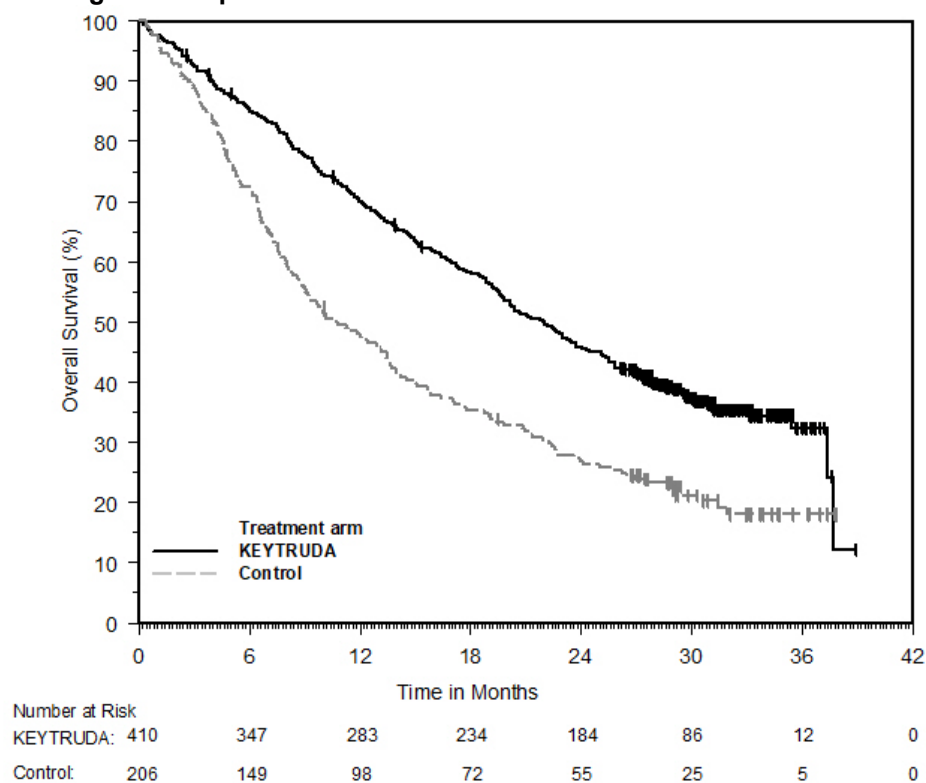 100
90
80
70
60
50
40
30
20
10
0
Overall Survival (%)
Treatment arm
KEYTRUDA
Control
0 6 12 18 24 30 36 42
Time in Months
Number at Risk
KEYTRUDA: 410 347 283 234 184 86 12 0
Control: 206 149 98 72 55 25 5 0